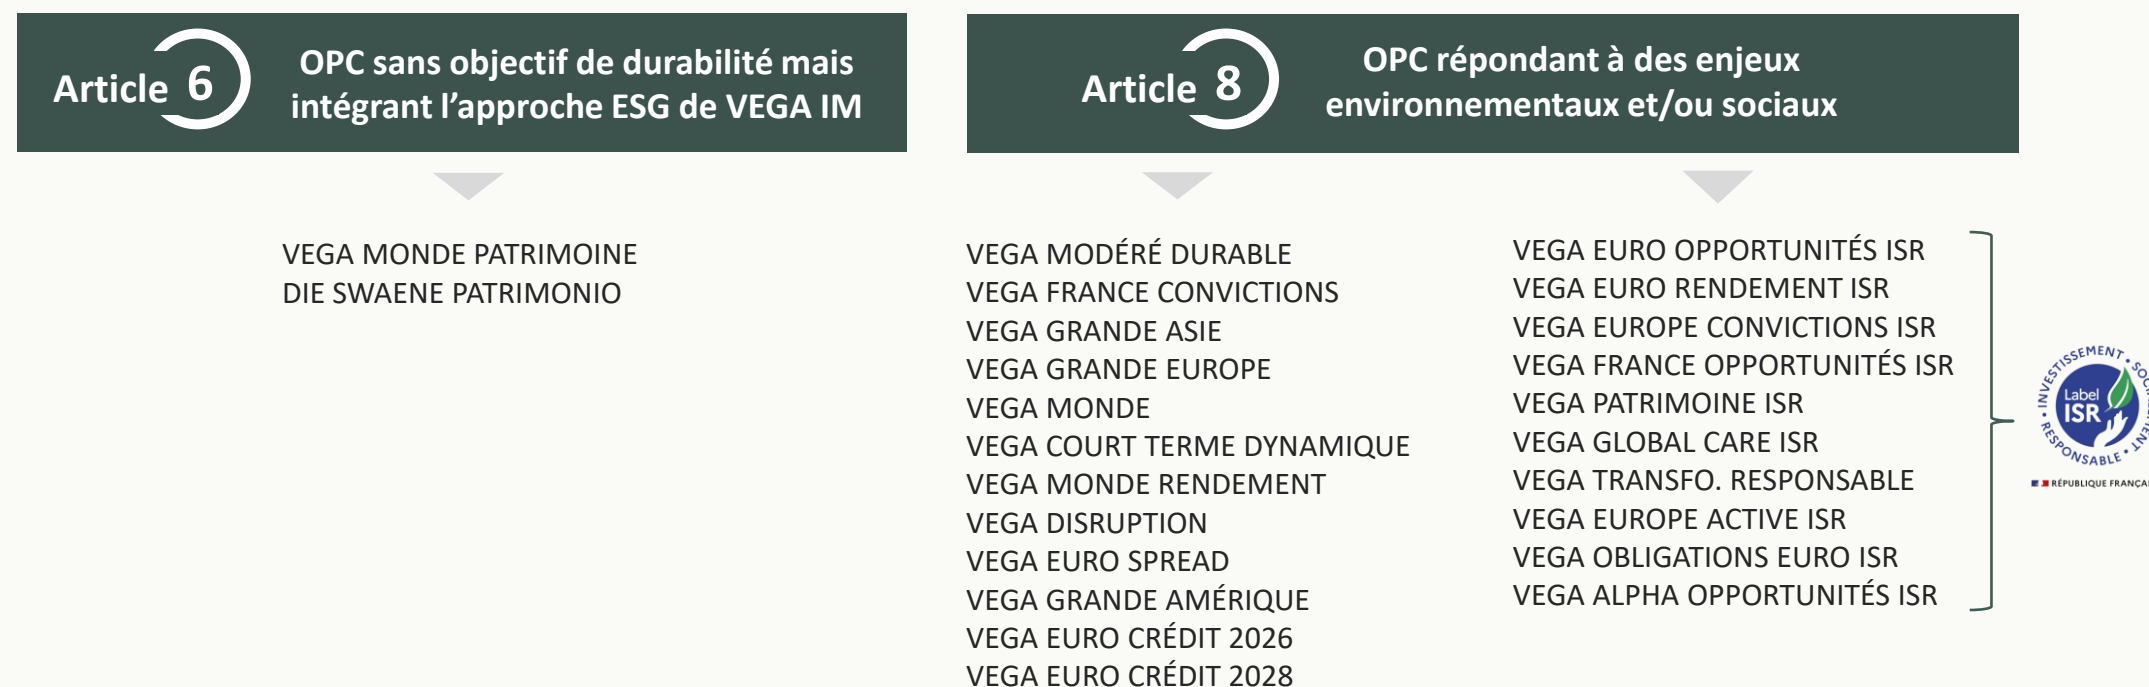 Article 6
OPC sans objectif de durabilité mais
intégrant l’approche ESG de VEGA IM
VEGA MONDE PATRIMOINE
DIE SWAENE PATRIMONIO
Article 8
OPC répondant à des enjeux
environnementaux et/ou sociaux
VEGA MODÉRÉ DURABLE
VEGA FRANCE CONVICTIONS
VEGA GRANDE ASIE
VEGA GRANDE EUROPE
VEGA MONDE
VEGA COURT TERME DYNAMIQUE
VEGA MONDE RENDEMENT
VEGA DISRUPTION
VEGA EURO SPREAD
VEGA GRANDE AMÉRIQUE
VEGA EURO CRÉDIT 2026
VEGA EURO CRÉDIT 2028
VEGA EURO OPPORTUNITÉS ISR
VEGA EURO RENDEMENT ISR
VEGA EUROPE CONVICTIONS ISR
VEGA FRANCE OPPORTUNITÉS ISR
VEGA PATRIMOINE ISR
VEGA GLOBAL CARE ISR
VEGA TRANSFO. RESPONSABLE
VEGA EUROPE ACTIVE ISR
VEGA OBLIGATIONS EURO ISR
VEGA ALPHA OPPORTUNITÉS ISR
INVESTISSEMENT
RESPONSABLE
Label
ISR
RÉPUBLIQUE